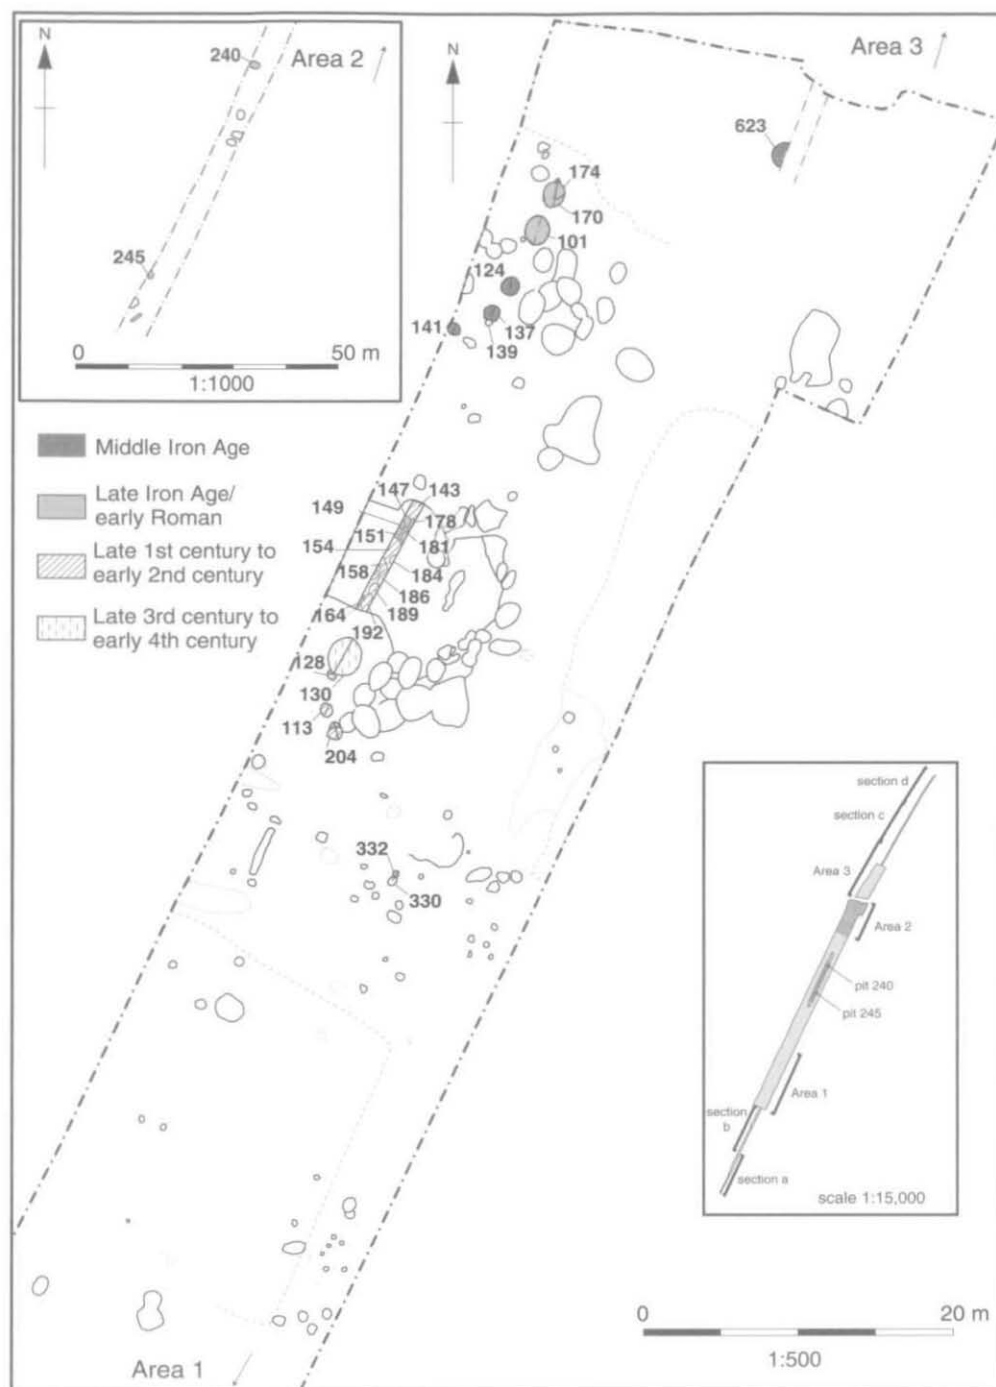 N
240
Area 2
245
0
50 m
1:1000
N
Area 3
623
174
170
101
124
141
137
139
Middle Iron Age
Late Iron Age/
early Roman
Late 1st century to
early 2nd century
Late 3rd century to
early 4th century
147
143
149
178
151
181
154
184
158
186
164
189
192
128
130
113
204
332
330
section d
section c
Area 3
Area 2
pit 240
pit 245
Area 1
section
b
section a
scale 1:15,000
0
20 m
1:500
Area 1